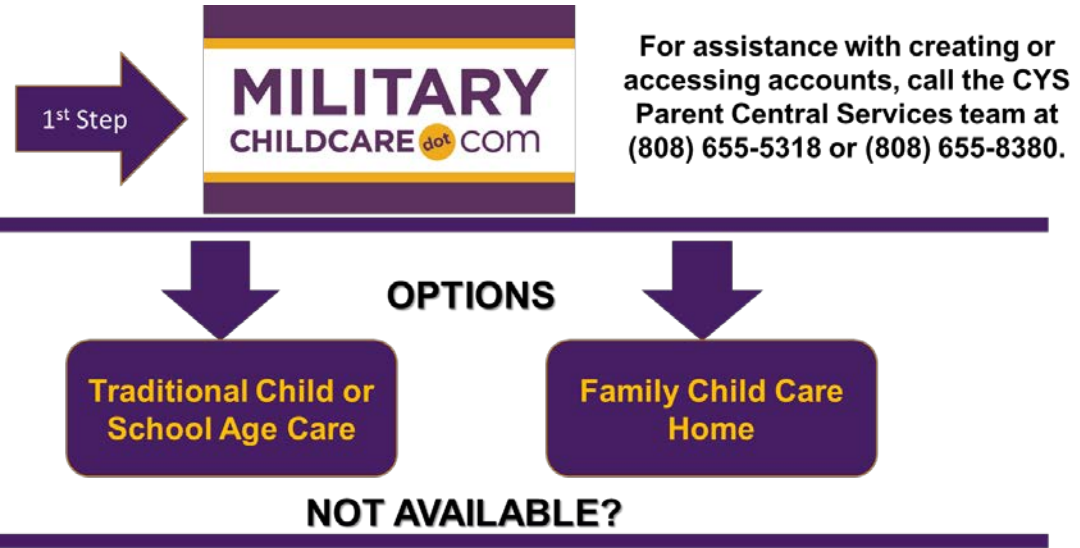 1st Step
MILITARY
CHILDCARE dot com
For assistance with creating or
accessing accounts, call the CYS
Parent Central Services team at
(808) 655-5318 or (808) 655-8380.
OPTIONS
Traditional Child or
School Age Care
Family Child Care
Home
NOT AVAILABLE?